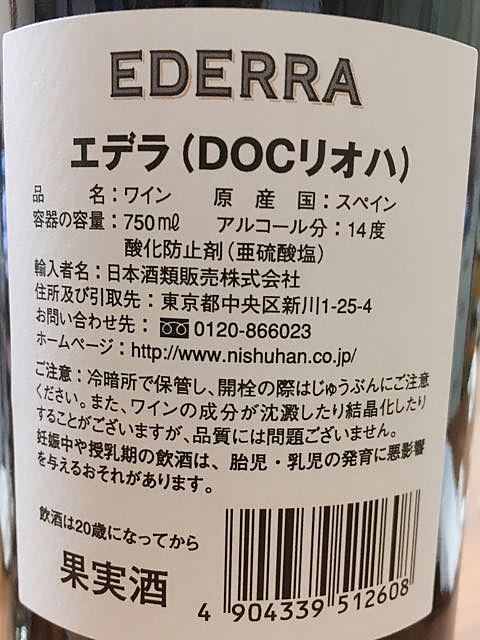 EDERRA
エデラ(DOCリオハ)
品　　名：ワイン　原　産　国：スペイン
容器の容量：750㎖　アルコール分：14度
酸化防止剤(亜硫酸塩)
輸入者名：日本酒類販売株式会社
住所及び引取先：東京都中央区新川1-25-4
お問い合わせ先：0120-866023
ホームページ：http://www.nishuhan.co.jp/
ご注意：冷暗所で保管し、開栓の際はじゅうぶんにご注意
ください。また、ワインの成分が沈澱したり結晶化したり
することがございますが、品質には問題ございません。
妊娠中や授乳期の飲酒は、胎児・乳児の発育に悪影響
を与えるおそれがあります。
飲酒は20歳になってから
果実酒
4 904339 512608